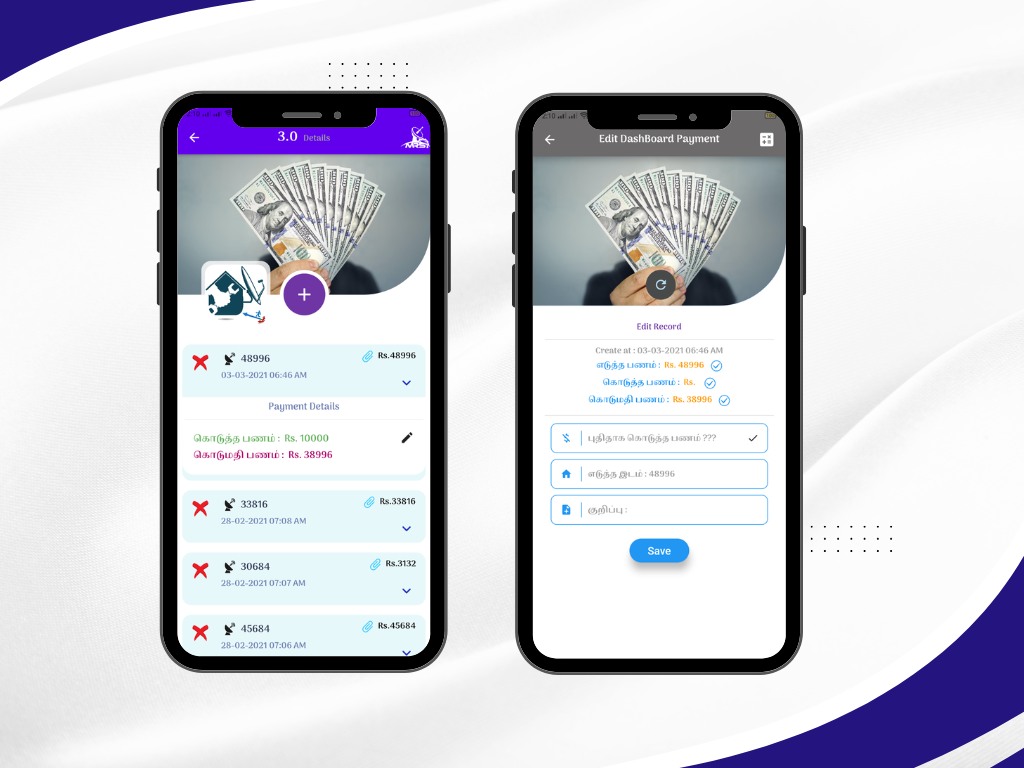 3.0 Details
48996
Rs.48996
03-03-2021 06:46 AM
Payment Details
கொடுத்த பணம் : Rs. 10000
கொடுமதி பணம் : Rs. 38996
33816
Rs.33816
28-02-2021 07:08 AM
30684
Rs.3132
28-02-2021 07:07 AM
45684
Rs.45684
28-02-2021 07:06 AM
2:10
Edit DashBoard Payment
Edit Record
Create at : 03-03-2021 06:46 AM
எடுத்த பணம் : Rs. 48996
கொடுத்த பணம் : Rs.
கொடுமதி பணம் : Rs. 38996
புதிதாக கொடுத்த பணம் ???
எடுத்த இடம் : 48996
குறிப்பு :
Save